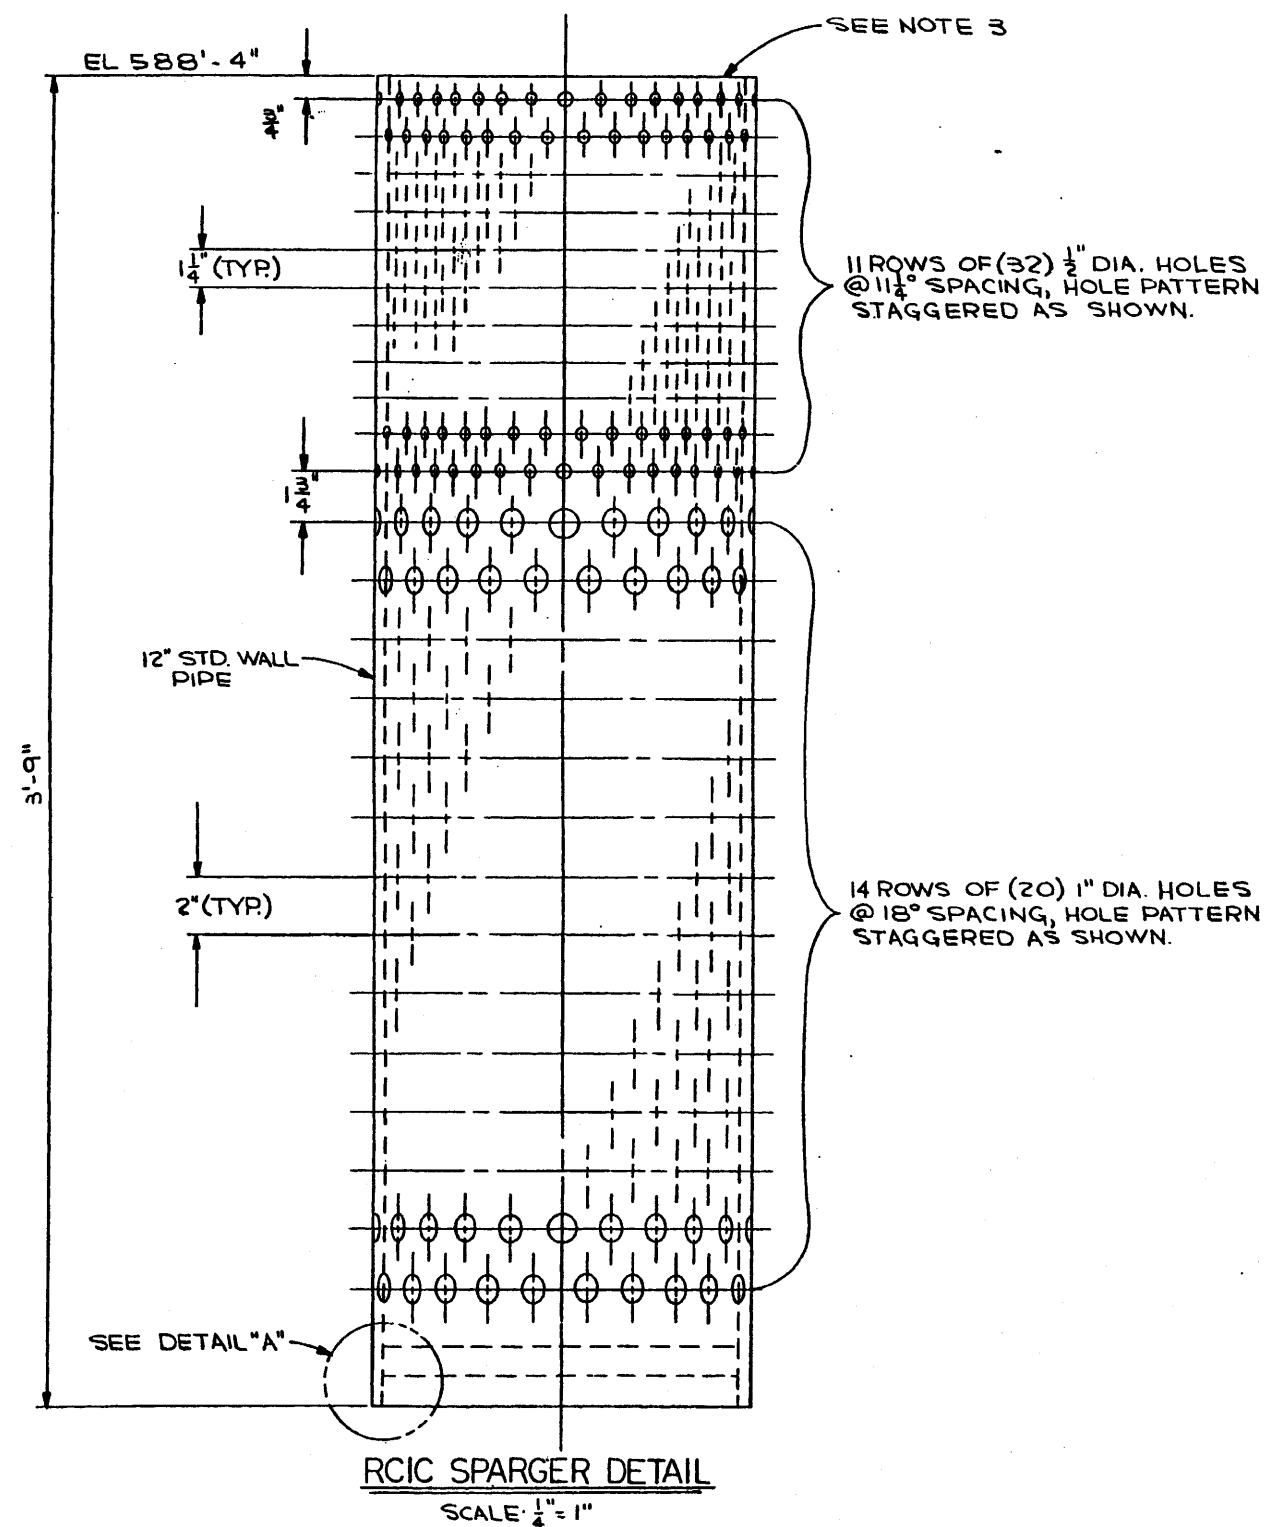 SEE NOTE 3
EL 588'-4"
3/4"
1 1/4" (TYP.)
11 ROWS OF (32) 1/2" DIA. HOLES
@ 11 1/4° SPACING, HOLE PATTERN
STAGGERED AS SHOWN.
1 3/4"
12" STD. WALL
PIPE
3'-9"
2" (TYP.)
14 ROWS OF (20) 1" DIA. HOLES
@ 18° SPACING, HOLE PATTERN
STAGGERED AS SHOWN.
SEE DETAIL "A"
RCIC SPARGER DETAIL
SCALE: 1/4" = 1"